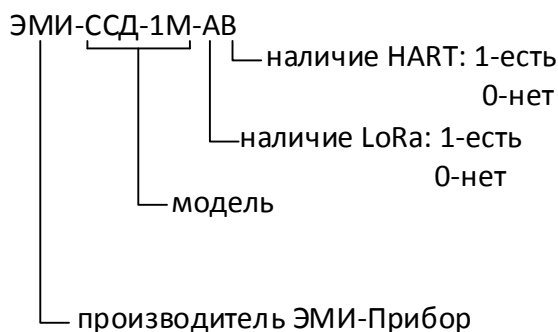 ЭМИ-ССД-1М-АВ
наличие HART: 1-есть
0-нет
наличие LoRa: 1-есть
0-нет
модель
производитель ЭМИ-Прибор